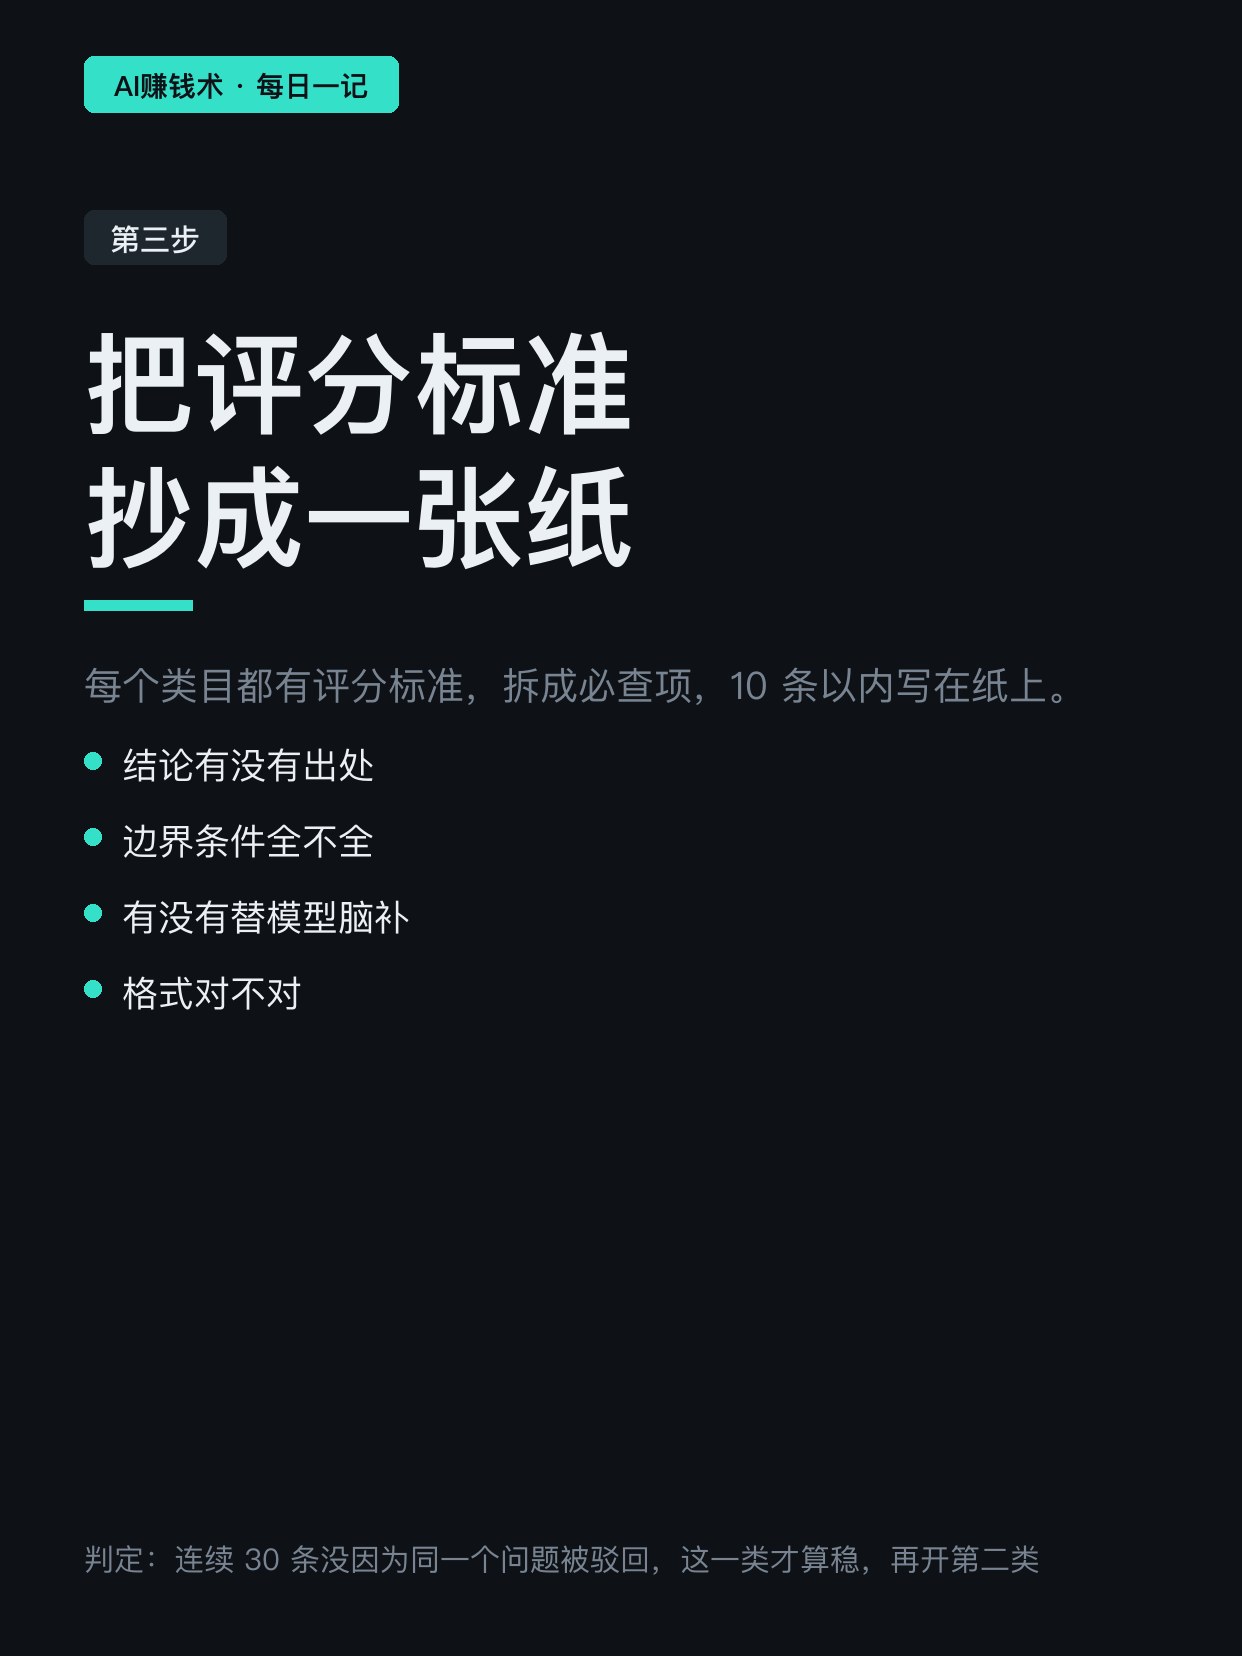 AI赚钱术 · 每日一记
第三步
把评分标准
抄成一张纸
每个类目都有评分标准，拆成必查项，10 条以内写在纸上。
结论有没有出处
边界条件全不全
有没有替模型脑补
格式对不对
判定：连续 30 条没因为同一个问题被驳回，这一类才算稳，再开第二类